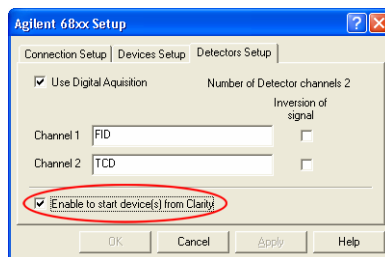 Agilent 68xx Setup
Connection Setup Devices Setup Detectors Setup
Use Digital Aquisition Number of Detector channels 2
Inversion of
signal
Channel 1 FID
Channel 2 TCD
Enable to start device(s) from Clarity
OK Cancel Apply Help